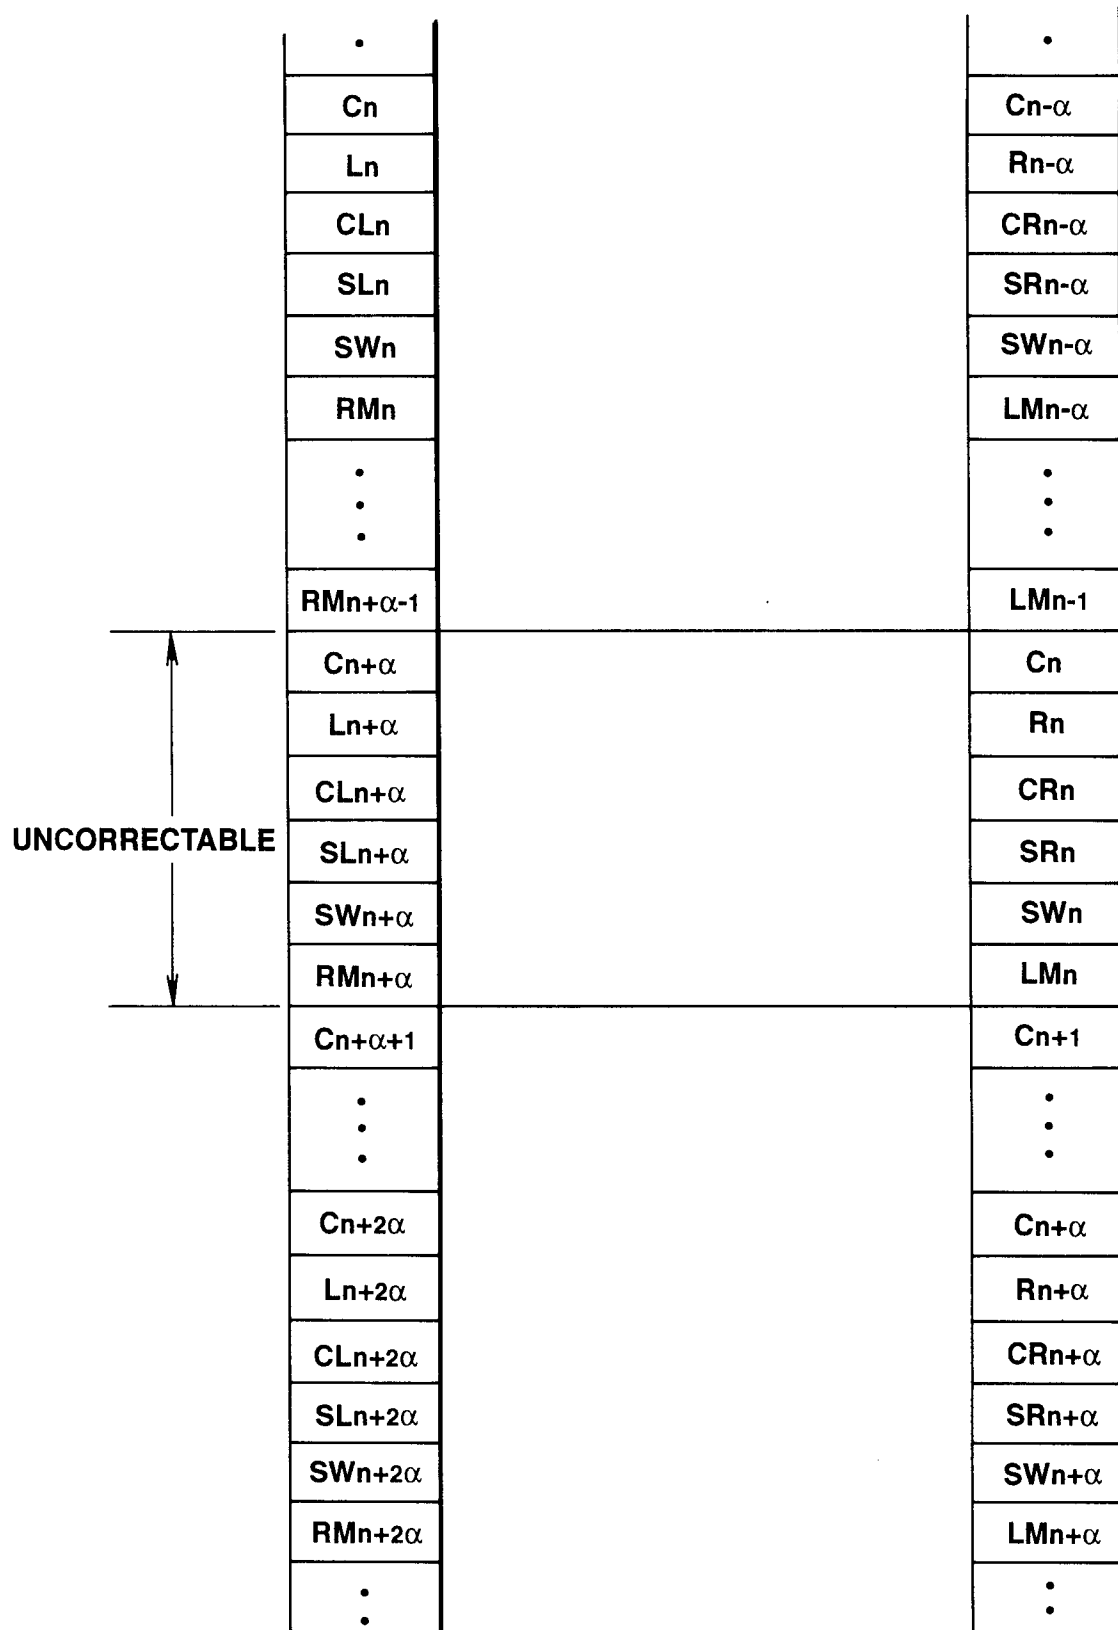 Cn
Ln
CLn
SLn
SWn
RMn
RMn+α-1
Cn+α
Ln+α
CLn+α
SLn+α
SWn+α
RMn+α
Cn+α+1
Cn+2α
Ln+2α
CLn+2α
SLn+2α
SWn+2α
RMn+2α
UNCORRECTABLE
Cn-α
Rn-α
CRn-α
SRn-α
SWn-α
LMn-α
LMn-1
Cn
Rn
CRn
SRn
SWn
LMn
Cn+1
Cn+α
Rn+α
CRn+α
SRn+α
SWn+α
LMn+α